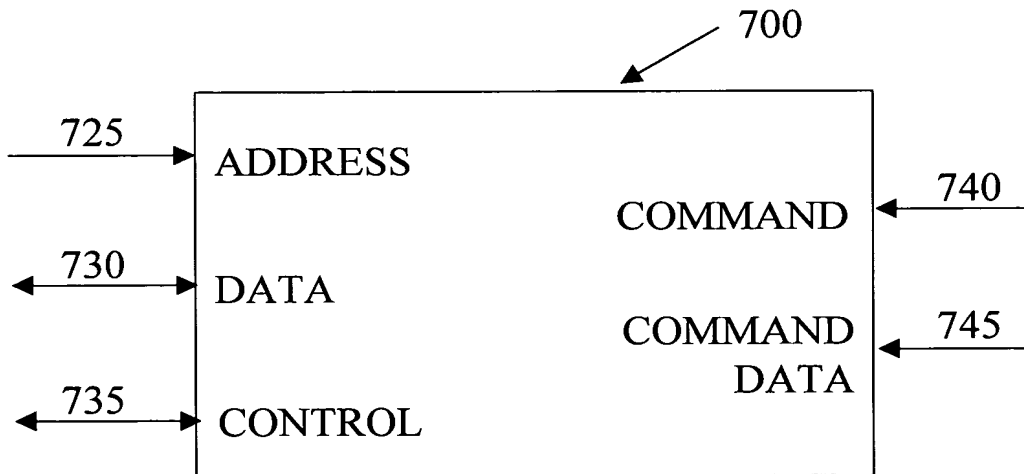 700
725
ADDRESS
740
COMMAND
730
DATA
COMMAND
DATA
745
735
CONTROL